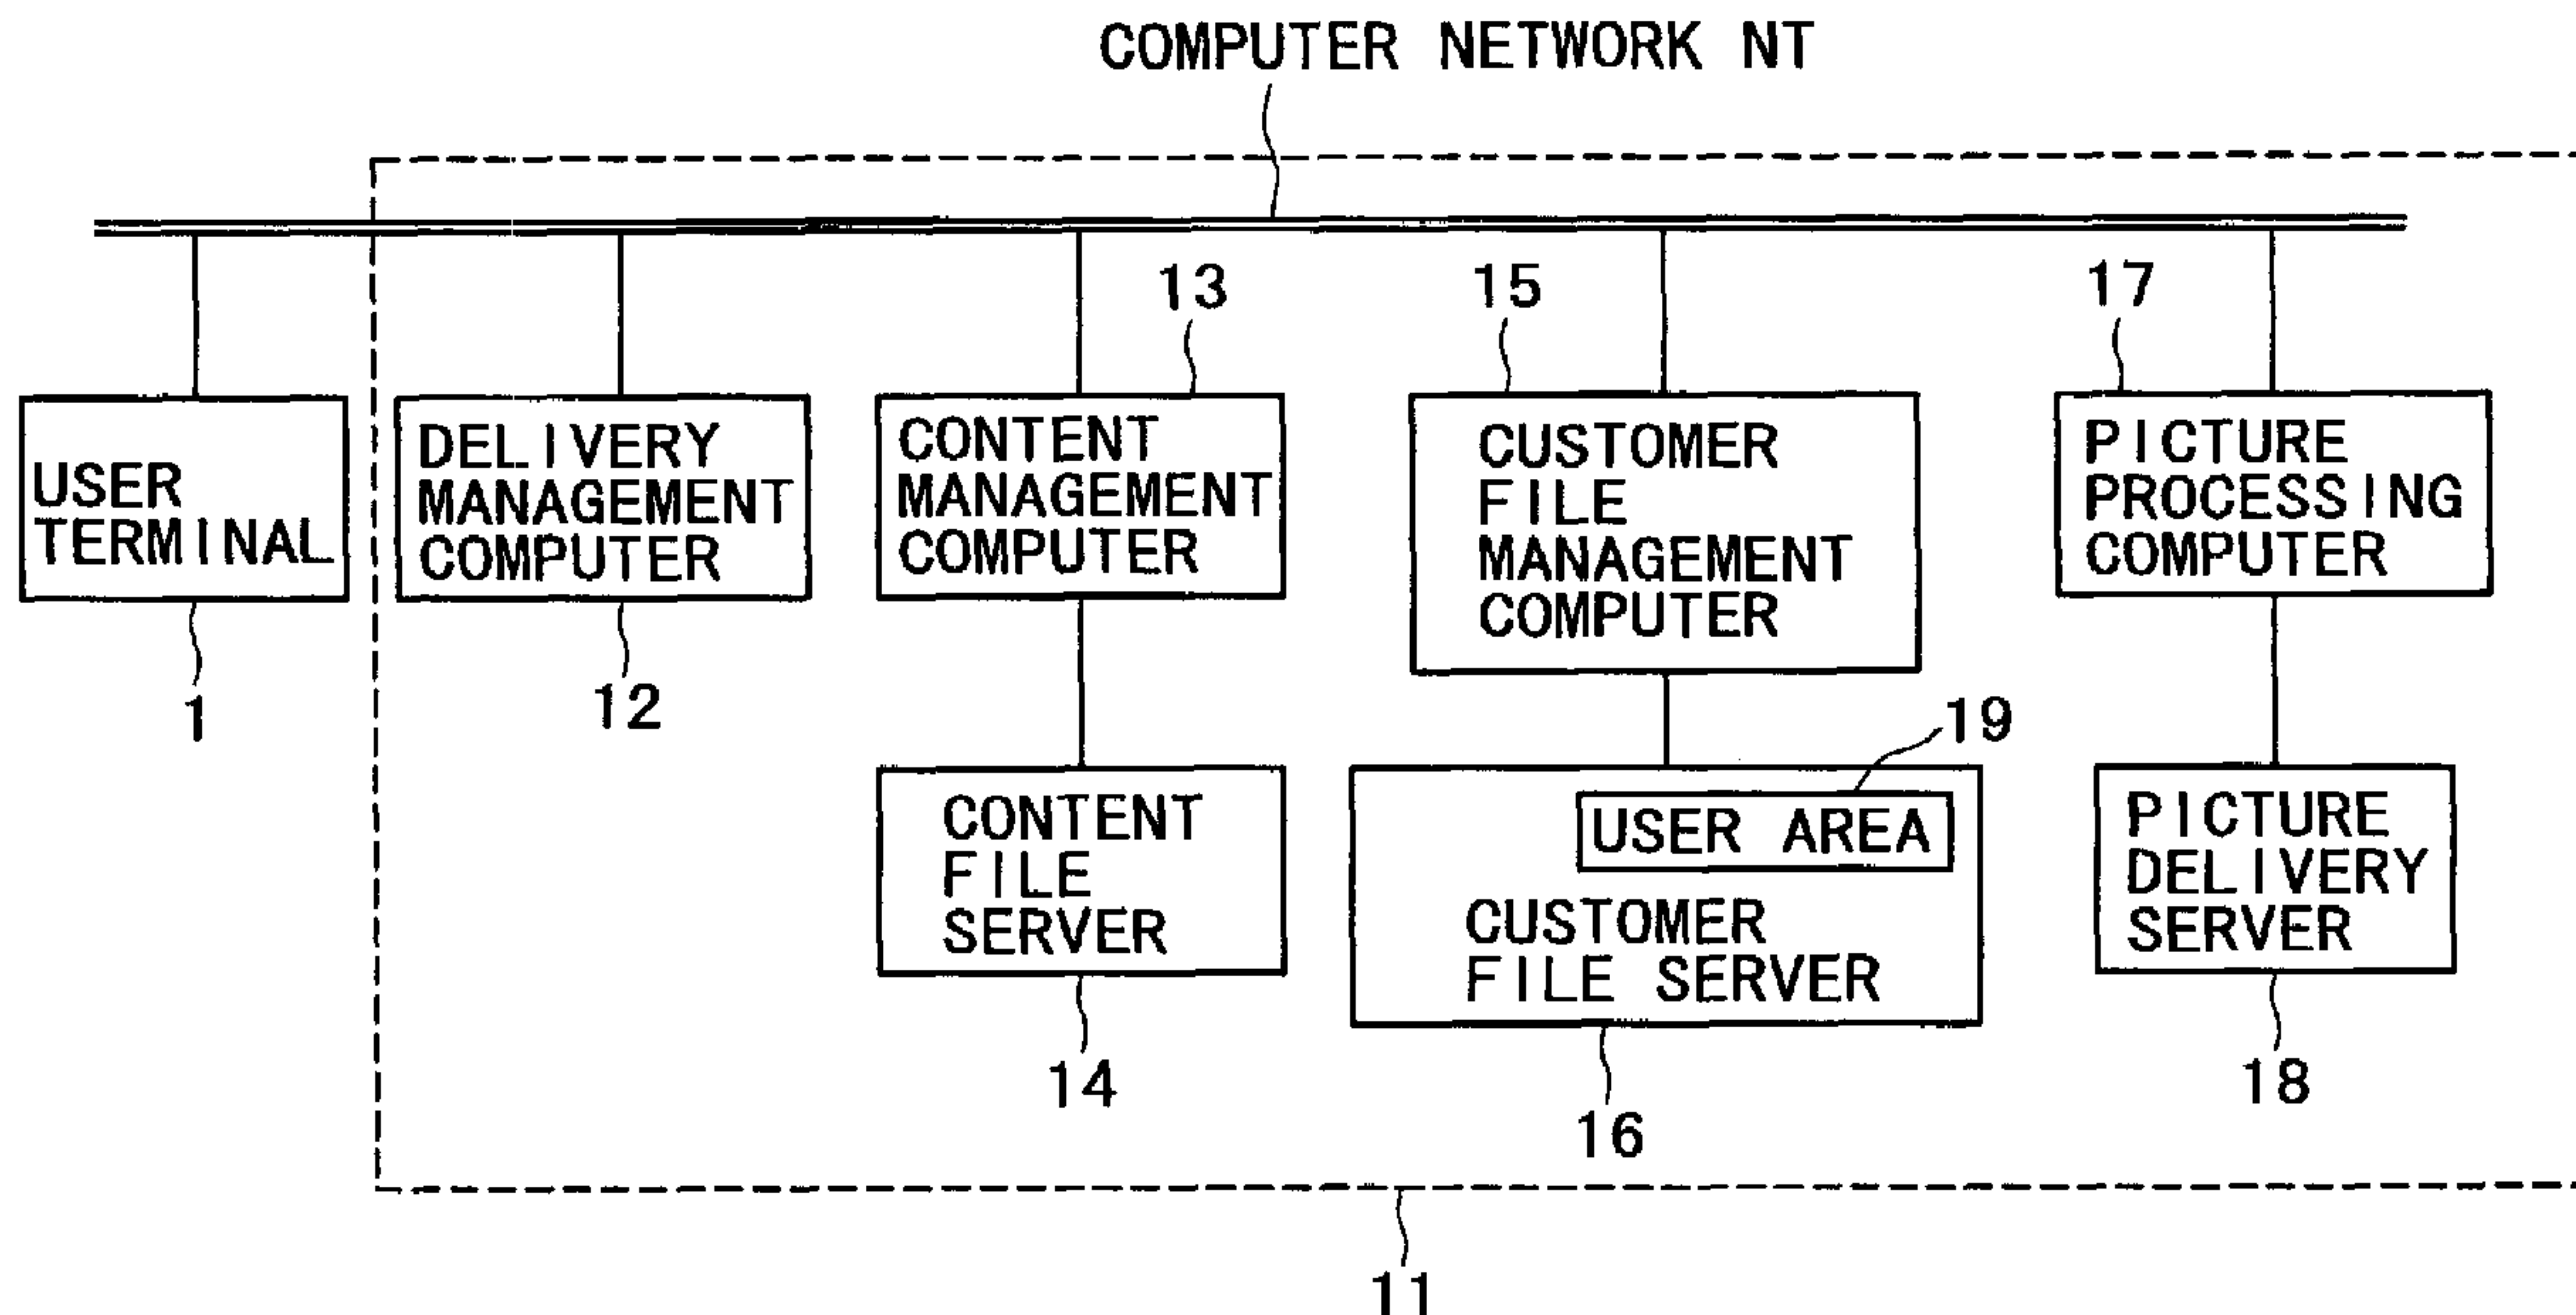 COMPUTER NETWORK NT
13
15
17
USER
TERMINAL
DELIVERY
MANAGEMENT
COMPUTER
CONTENT
MANAGEMENT
COMPUTER
CUSTOMER
FILE
MANAGEMENT
COMPUTER
PICTURE
PROCESSING
COMPUTER
1
12
19
CONTENT
FILE
SERVER
USER AREA
CUSTOMER
FILE SERVER
PICTURE
DELIVERY
SERVER
14
16
18
11